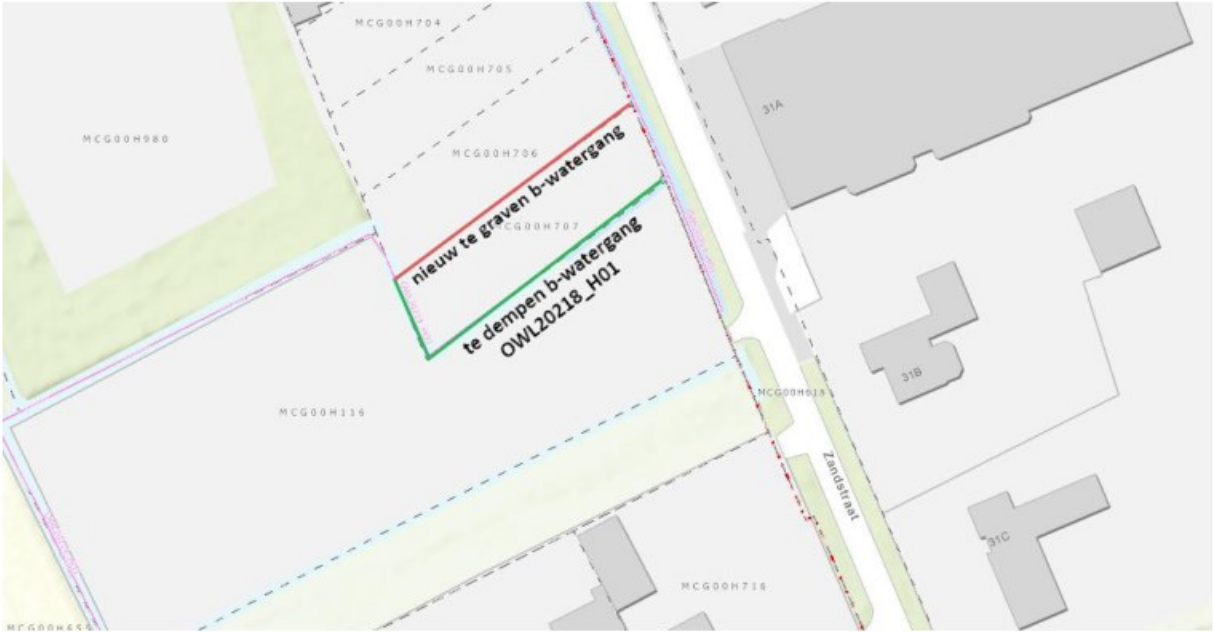 MCG00H704
MCG00H705
MCG00H980
31A
MCG00H706
nieuw te graven b-watergang
MCG00H707
te dempen b-watergang
OWL20218_H01
31B
MCG00H618
MCG00H116
Zandstraat
31C
MCG00H716
MCG00H655